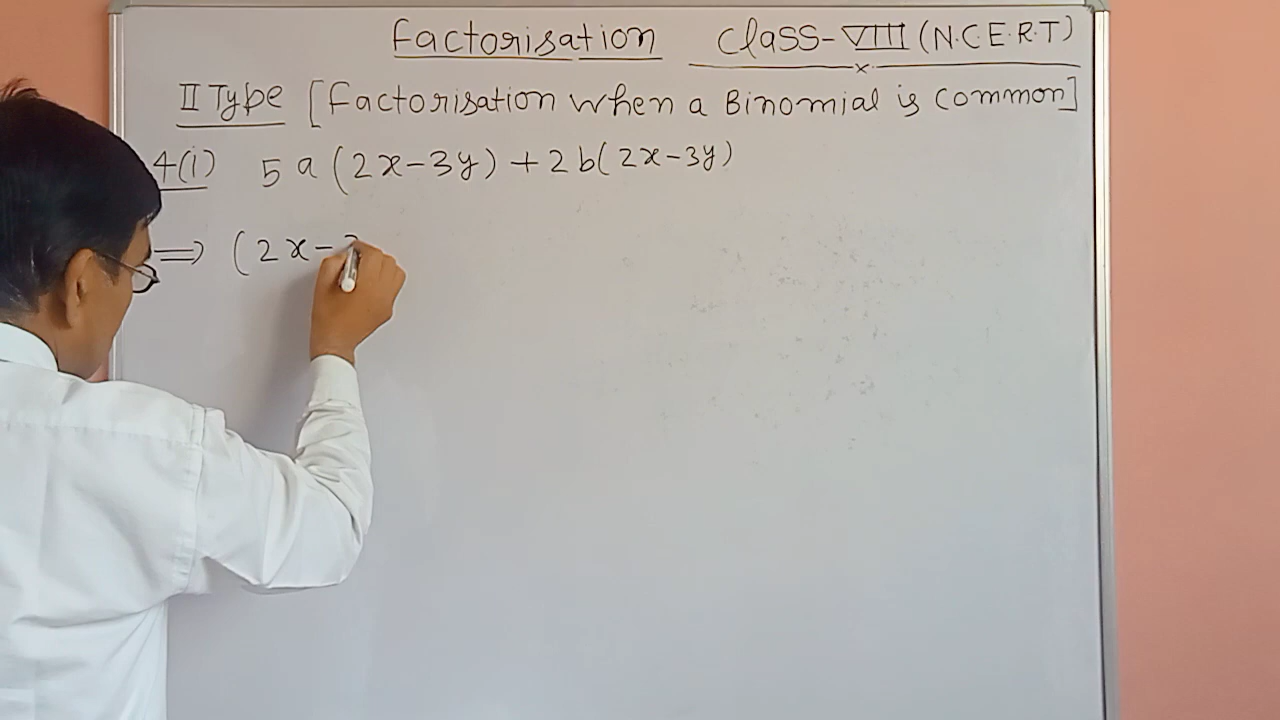 Factorisation Class-VIII (N.C.E.R.T)
II Type [Factorisation when a Binomial is common]
4(i) 5a(2x-3y)+2b(2x-3y)
⇒ (2x-